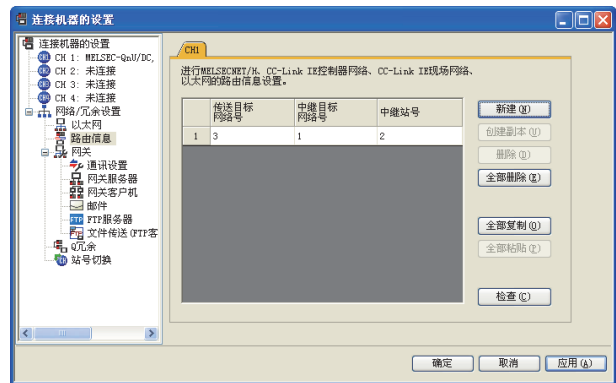 连接机器的设置
连接机器的设置
CH 1: MELSEC-QnU/DC,
CH 2: 未连接
CH 3: 未连接
CH 4: 未连接
网络/冗余设置
以太网
路由信息
网关
通讯设置
网关服务器
网关客户机
邮件
FTP服务器
文件传送(FTP客
Q冗余
站号切换
CH1
进行MELSECNET/H、CC-Link IE控制器网络、CC-Link IE现场网络、
以太网的路由信息设置。
传送目标
网络号
中继目标
网络号
中继站号
1 3 1 2
新建(N)
创建副本(U)
删除(D)
全部删除(E)
全部复制(O)
全部粘贴(P)
检查(C)
确定
取消
应用(A)